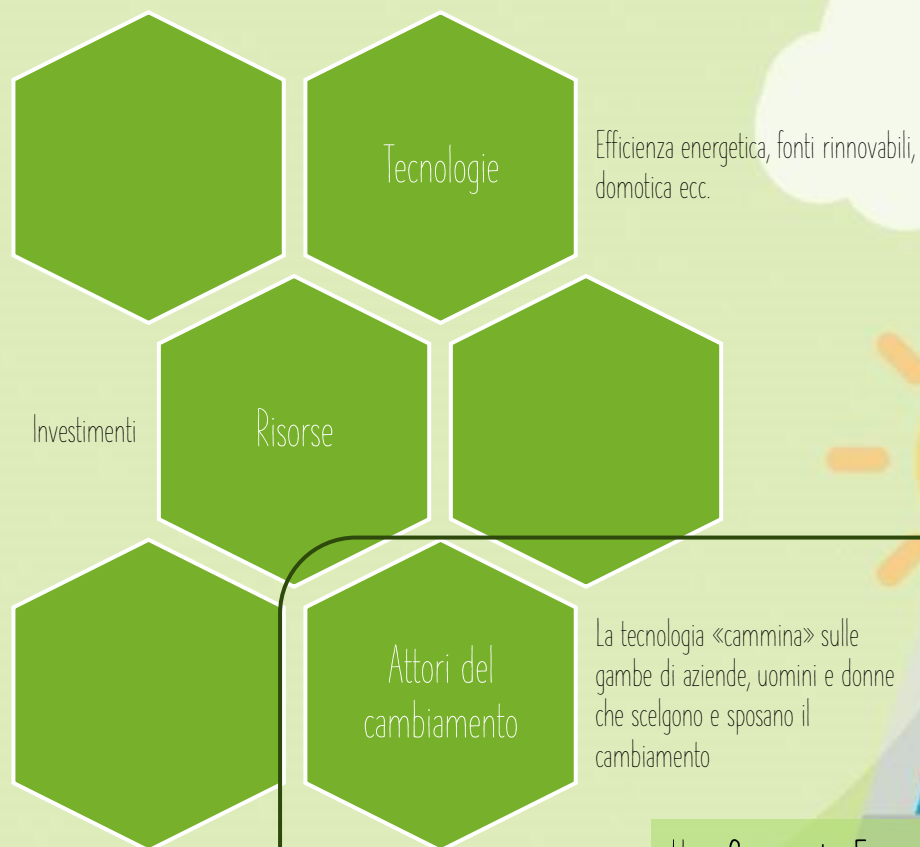 Tecnologie
Efficienza energetica, fonti rinnovabili,
domotica ecc.
Investimenti
Risorse
Attori del
cambiamento
La tecnologia «cammina» sulle
gambe di aziende, uomini e donne
che scelgono e sposano il
cambiamento